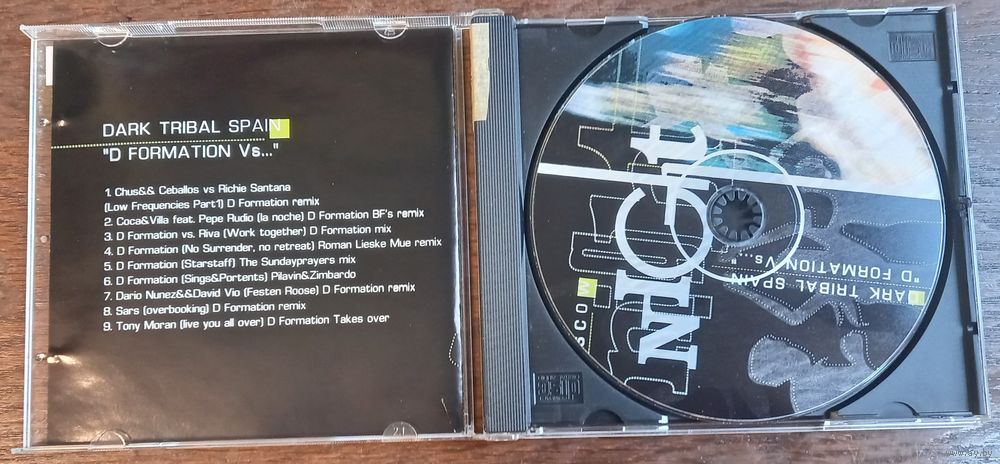 DARK TRIBAL SPAIN
"D FORMATION Vs..."
1. Chus&& Ceballos vs Richie Santana
(Low Frequencies Part1) D Formation remix
2. Coca&Villa feat. Pepe Rudio (la noche) D Formation BF's remix
3. D Formation vs. Riva (Work together) D Formation mix
4. D Formation (No Surrender, no retreat) Roman Lieske Mue remix
5. D Formation (Starstaff) The Sundayprayers mix
6. D Formation (Sings&Portents) Pilavin&Zimbardo
7. Dario Nunez&&David Vio (Festen Roose) D Formation remix
8. Sars (overbooking) D Formation remix
9. Tony Moran (live you all over) D Formation Takes over
NIGht
DARK TRIBAL SPAIN
"D FORMATION Vs..."